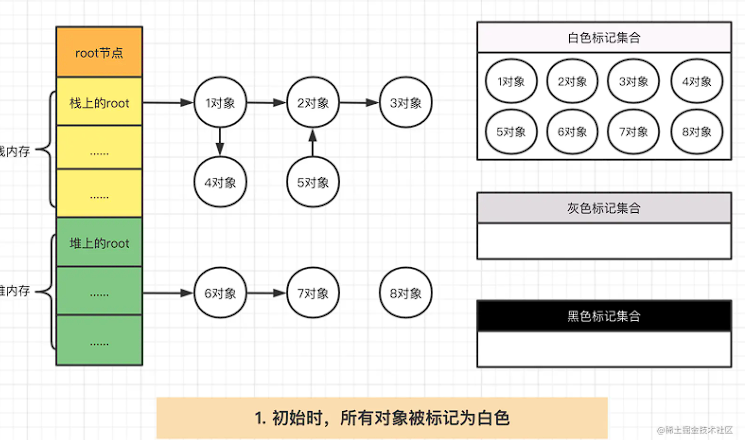 root节点
栈上的root
......
......
堆上的root
......
......
栈内存
堆内存
1对象
2对象
3对象
4对象
5对象
6对象
7对象
8对象
白色标记集合
1对象 2对象 3对象 4对象
5对象 6对象 7对象 8对象
灰色标记集合
黑色标记集合
1. 初始时，所有对象被标记为白色
@稀土掘金技术社区